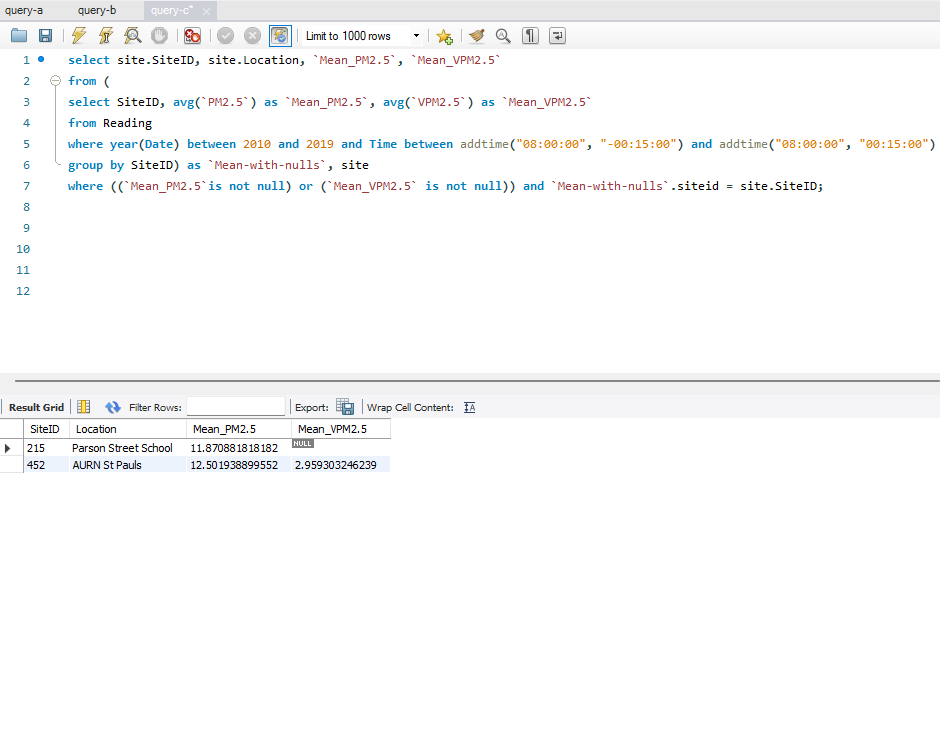 query-a query-b query-c*
Limit to 1000 rows
1 select site.SiteID, site.Location, `Mean_PM2.5`, `Mean_VPM2.5`
2 from (
3 select SiteID, avg(`PM2.5`) as `Mean_PM2.5`, avg(`VPM2.5`) as `Mean_VPM2.5`
4 from Reading
5 where year(Date) between 2010 and 2019 and Time between addtime("08:00:00", "-00:15:00") and addtime("08:00:00", "00:15:00")
6 group by SiteID) as `Mean-with-nulls`, site
7 where ((`Mean_PM2.5`is not null) or (`Mean_VPM2.5` is not null)) and `Mean-with-nulls`.siteid = site.SiteID;
8
9
10
11
12
Result Grid Filter Rows: Export: Wrap Cell Content:
SiteID Location Mean_PM2.5 Mean_VPM2.5
215 Parson Street School 11.870881818182 NULL
452 AURN St Pauls 12.501938899552 2.959303246239